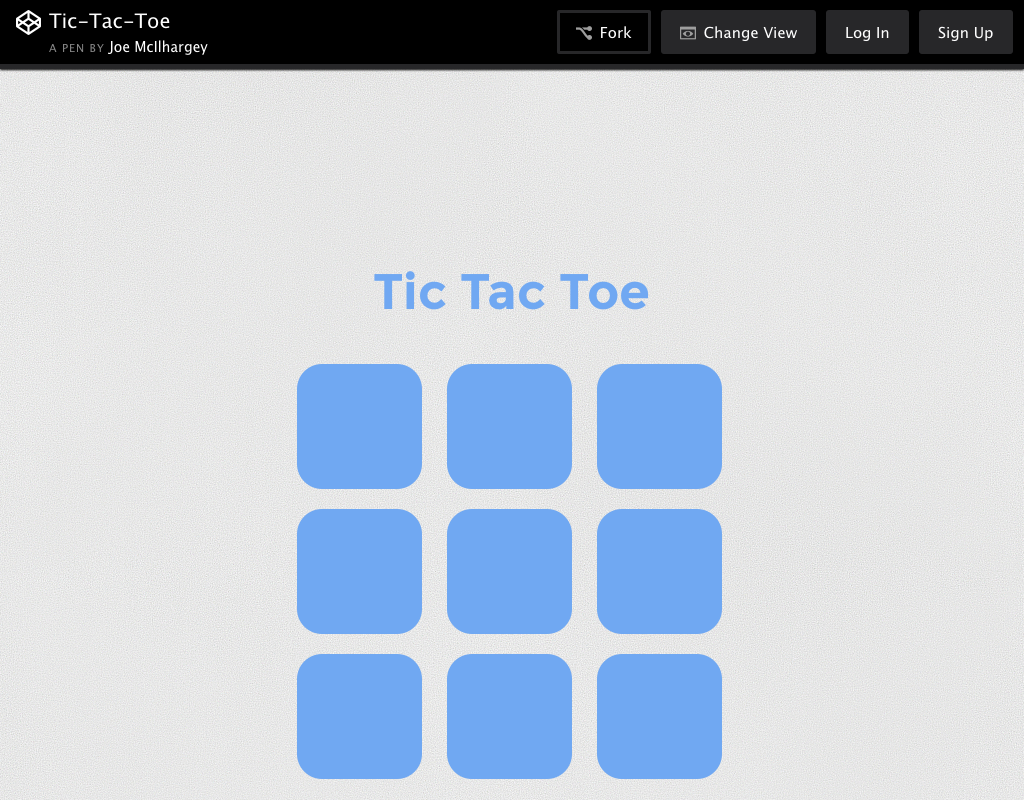 Tic-Tac-Toe
A PEN BY Joe McIlhargey
Fork
Change View
Log In
Sign Up
Tic Tac Toe